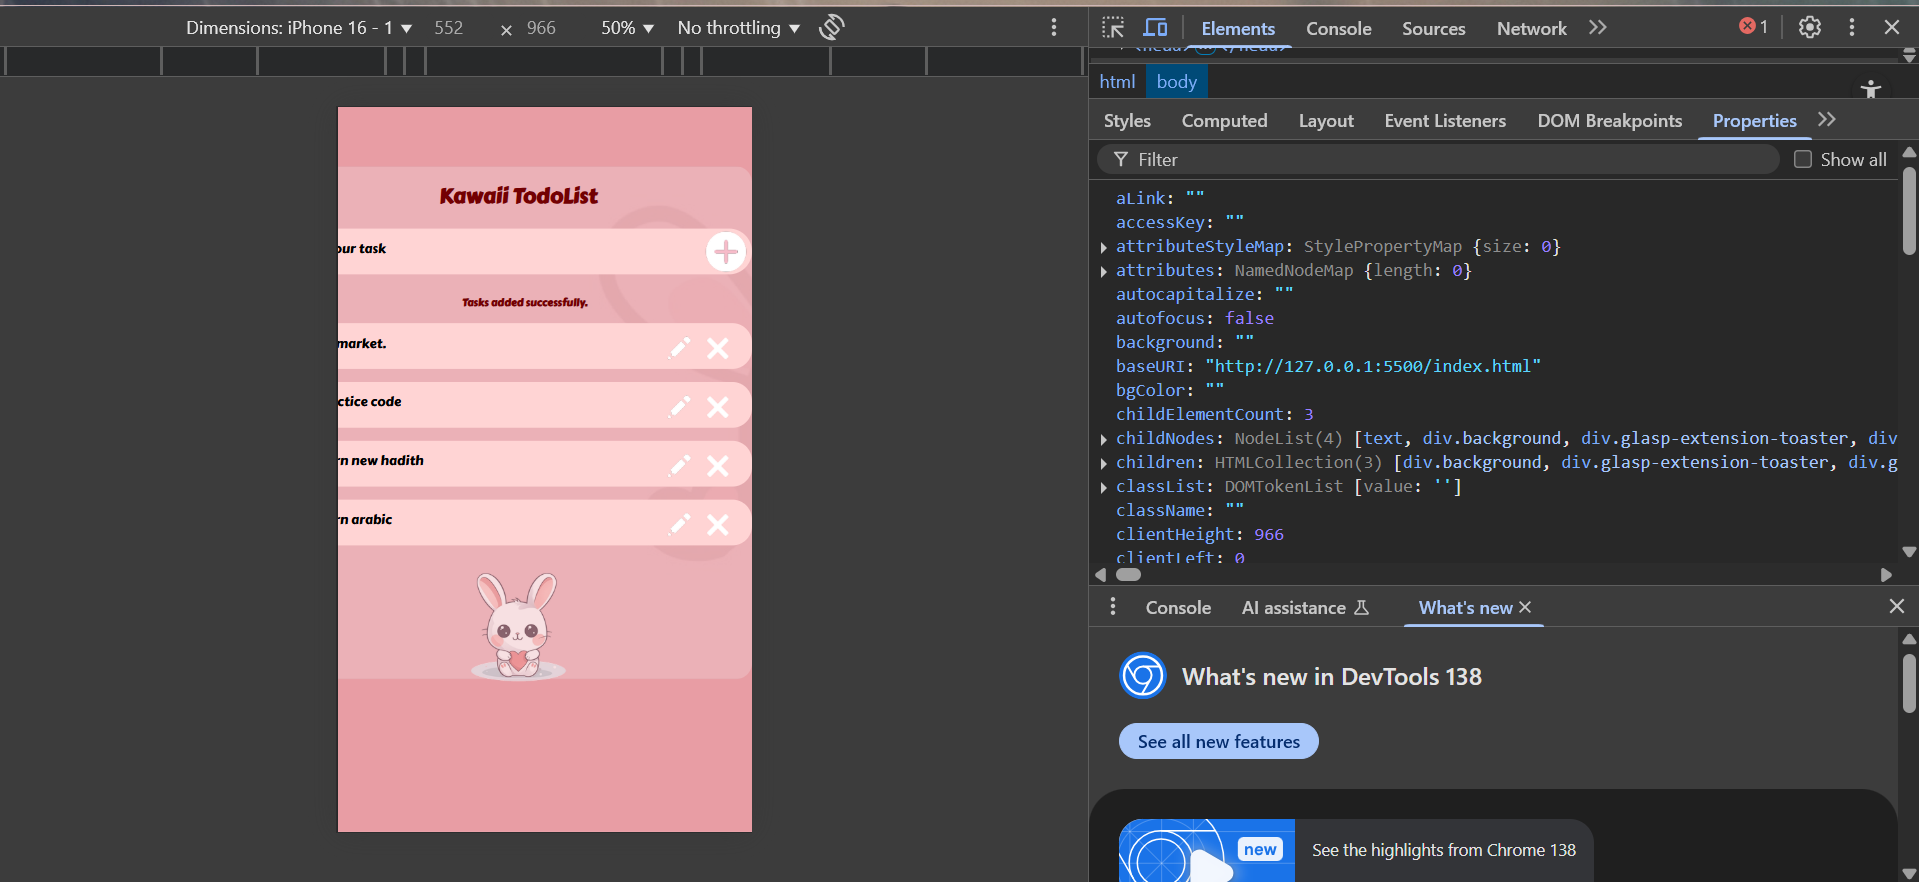 Dimensions: iPhone 16 - 1 ▼ 552 × 966 50% ▼ No throttling ▼
Elements Console Sources Network 1
html body
Styles Computed Layout Event Listeners DOM Breakpoints Properties
Filter Show all
aLink: ""
accessKey: ""
attributeStyleMap: StylePropertyMap {size: 0}
attributes: NamedNodeMap {length: 0}
autocapitalize: ""
autofocus: false
background: ""
baseURI: "http://127.0.0.1:5500/index.html"
bgColor: ""
childElementCount: 3
childNodes: NodeList(4) [text, div.background, div.glasp-extension-toaster, div
children: HTMLCollection(3) [div.background, div.glasp-extension-toaster, div.g
classList: DOMTokenList [value: '']
className: ""
clientHeight: 966
clientLeft: 0
Kawaii TodoList
our task
Tasks added successfully.
market.
ctice code
rn new hadith
rn arabic
Console AI assistance What's new
What's new in DevTools 138
See all new features
new
See the highlights from Chrome 138